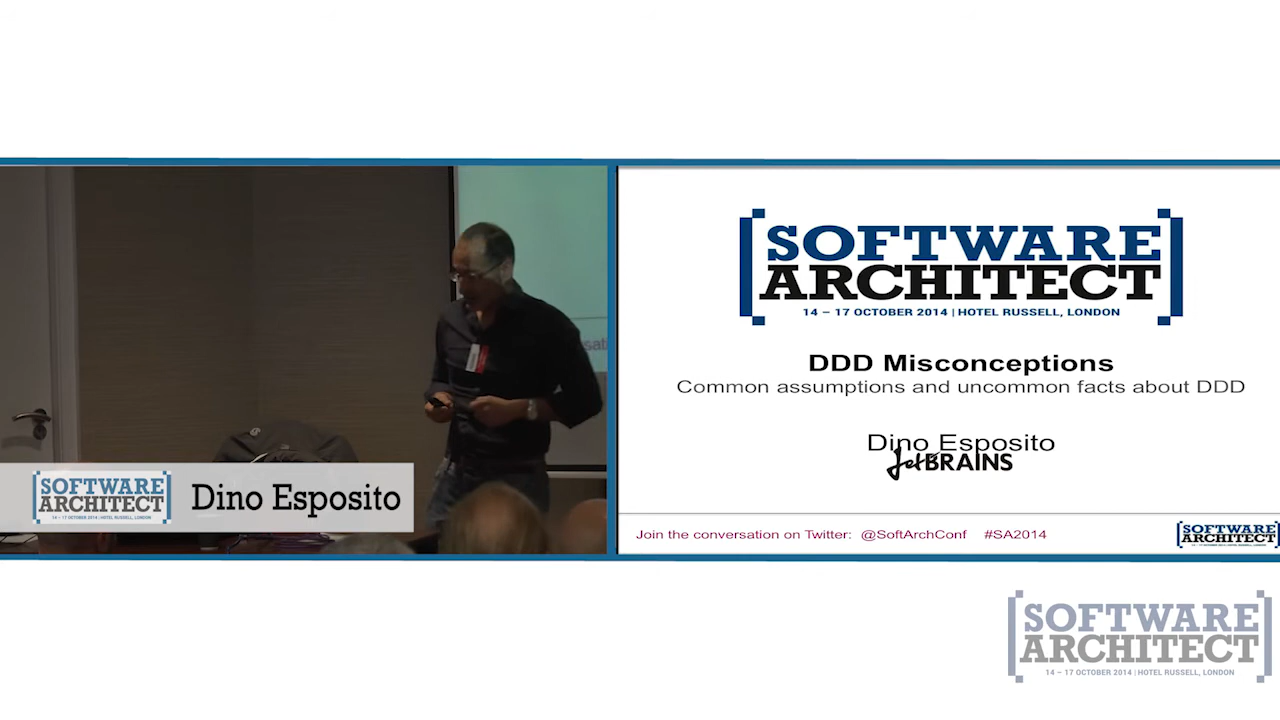 SOFTWARE
ARCHITECT
14 – 17 OCTOBER 2014 | HOTEL RUSSELL, LONDON
DDD Misconceptions
Common assumptions and uncommon facts about DDD
Dino Esposito
JetBRAINS
Join the conversation on Twitter: @SoftArchConf #SA2014
SOFTWARE
ARCHITECT
SOFTWARE
ARCHITECT
14 – 17 OCTOBER 2014 | HOTEL RUSSELL, LONDON
Dino Esposito
SOFTWARE
ARCHITECT
14 – 17 OCTOBER 2014 | HOTEL RUSSELL, LONDON